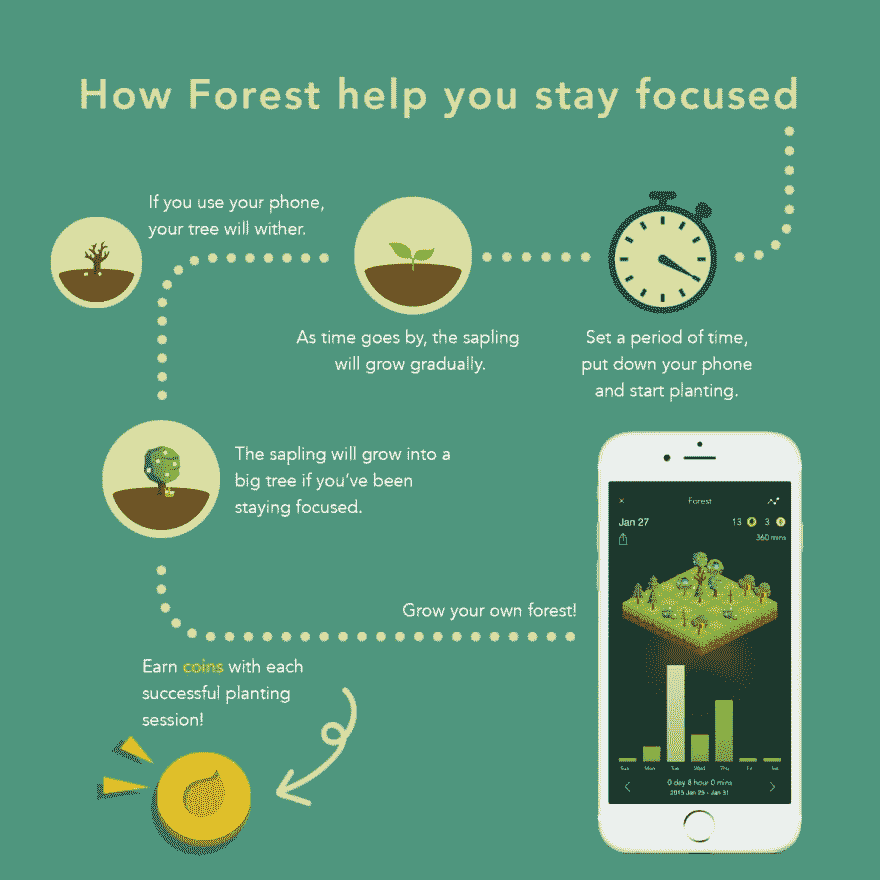 How Forest help you stay focused
If you use your phone,
your tree will wither.
As time goes by, the sapling
will grow gradually.
Set a period of time,
put down your phone
and start planting.
The sapling will grow into a
big tree if you've been
staying focused.
Grow your own forest!
Earn coins with each
successful planting
session!
× Forest
Jan 27 13 3
360 mins
Sun Mon Tue Wed Thu Fri Sat
0 day 8 hour 0 mins
2015 Jan 25 - Jan 31